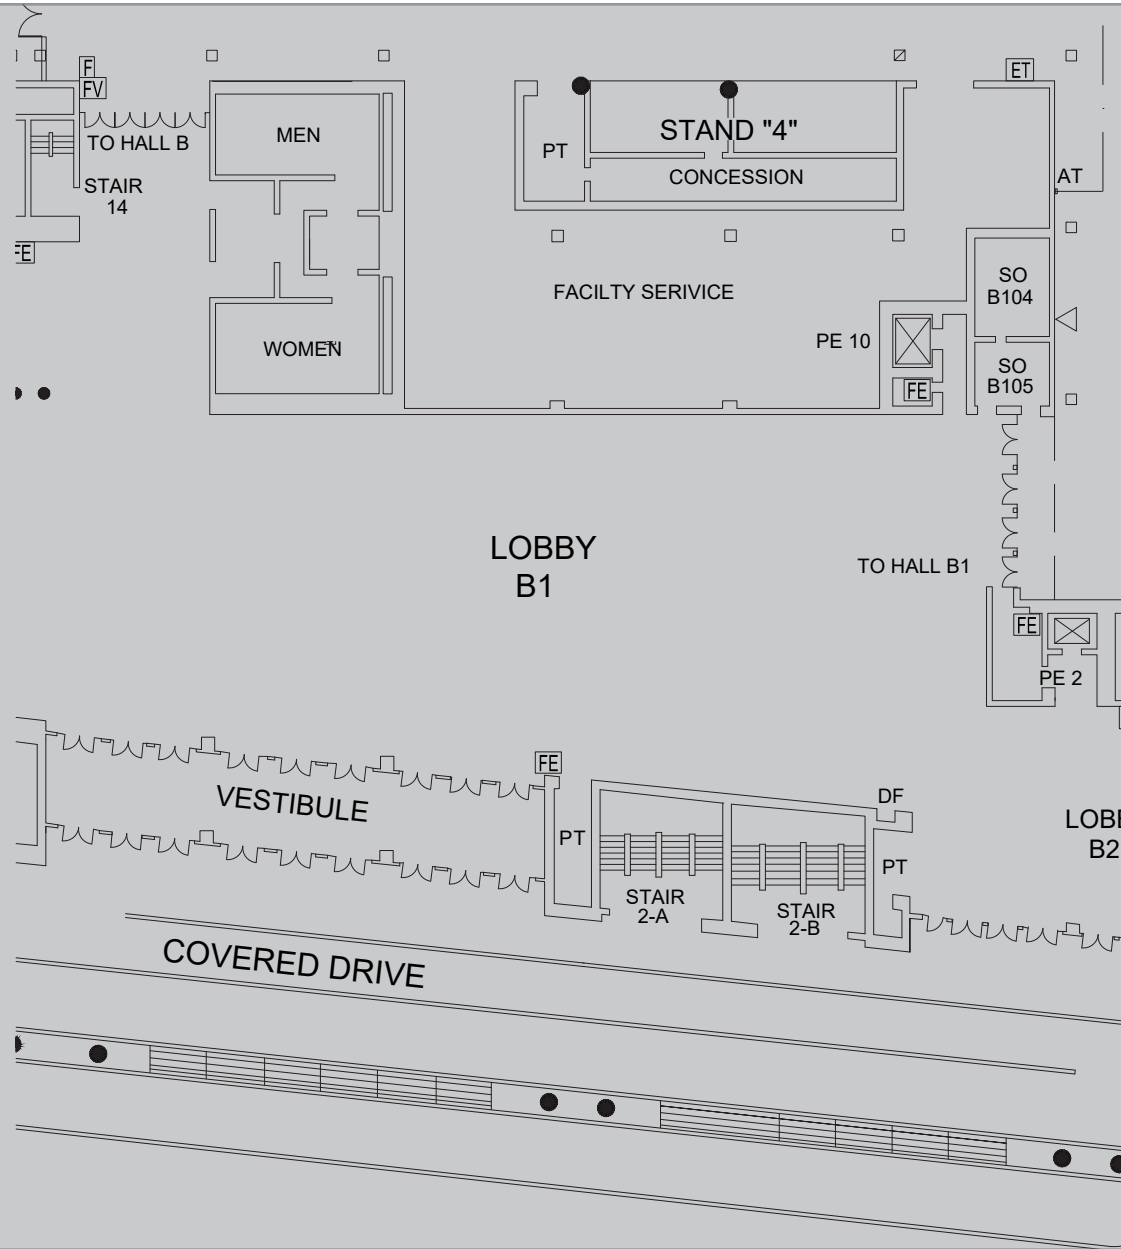 F
FV
ET
TO HALL B
MEN
STAND "4"
PT
CONCESSION
AT
STAIR
14
FE
SO
B104
FACILTY SERIVICE
PE 10
WOMEN
SO
B105
FE
LOBBY
B1
TO HALL B1
FE
PE 2
FE
VESTIBULE
DF
LOBB
B2
PT
PT
STAIR
2-A
STAIR
2-B
COVERED DRIVE